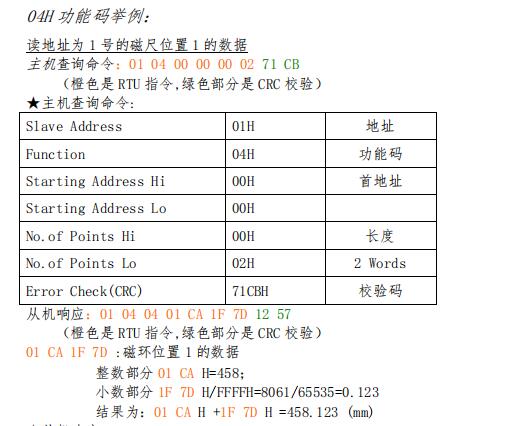 04H 功能码举例：
读地址为 1 号的磁尺位置 1 的数据
主机查询命令：01 04 00 00 00 02 71 CB
（橙色是 RTU 指令,绿色部分是 CRC 校验）
★主机查询命令:
Slave Address 01H 地址
Function 04H 功能码
Starting Address Hi 00H 首地址
Starting Address Lo 00H
No.of Points Hi 00H 长度
No.of Points Lo 02H 2 Words
Error Check(CRC) 71CBH 校验码
从机响应：01 04 04 01 CA 1F 7D 12 57
（橙色是 RTU 指令,绿色部分是 CRC 校验）
01 CA 1F 7D :磁环位置 1 的数据
整数部分 01 CA H=458；
小数部分 1F 7D H/FFFFH=8061/65535=0.123
结果为：01 CA H +1F 7D H =458.123 (mm)